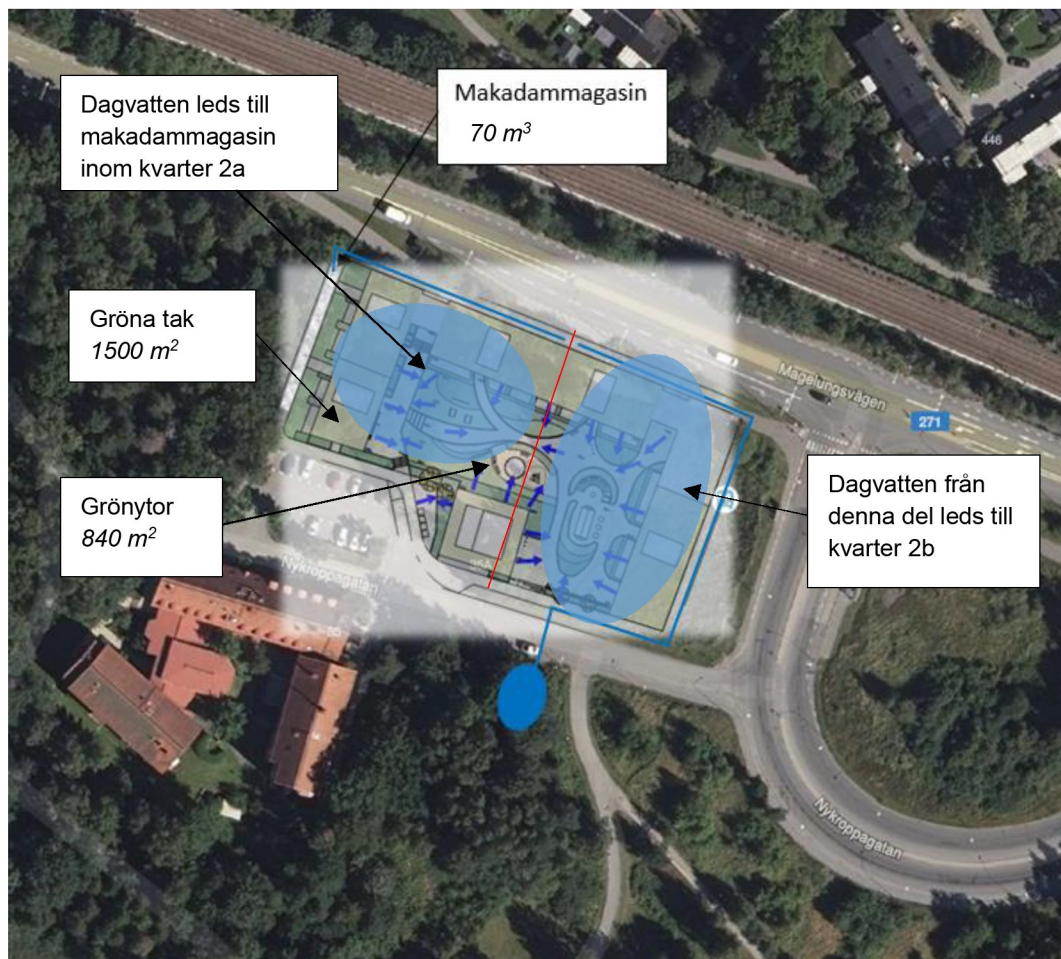 Dagvatten leds till
makadammagasin
inom kvarter 2a
Makadammagasin
70 m³
446
Gröna tak
1500 m²
Magelungsvägen
271
Grönytor
840 m²
Dagvatten från
denna del leds till
kvarter 2b
Nykroppagatan
Nykroppagatan